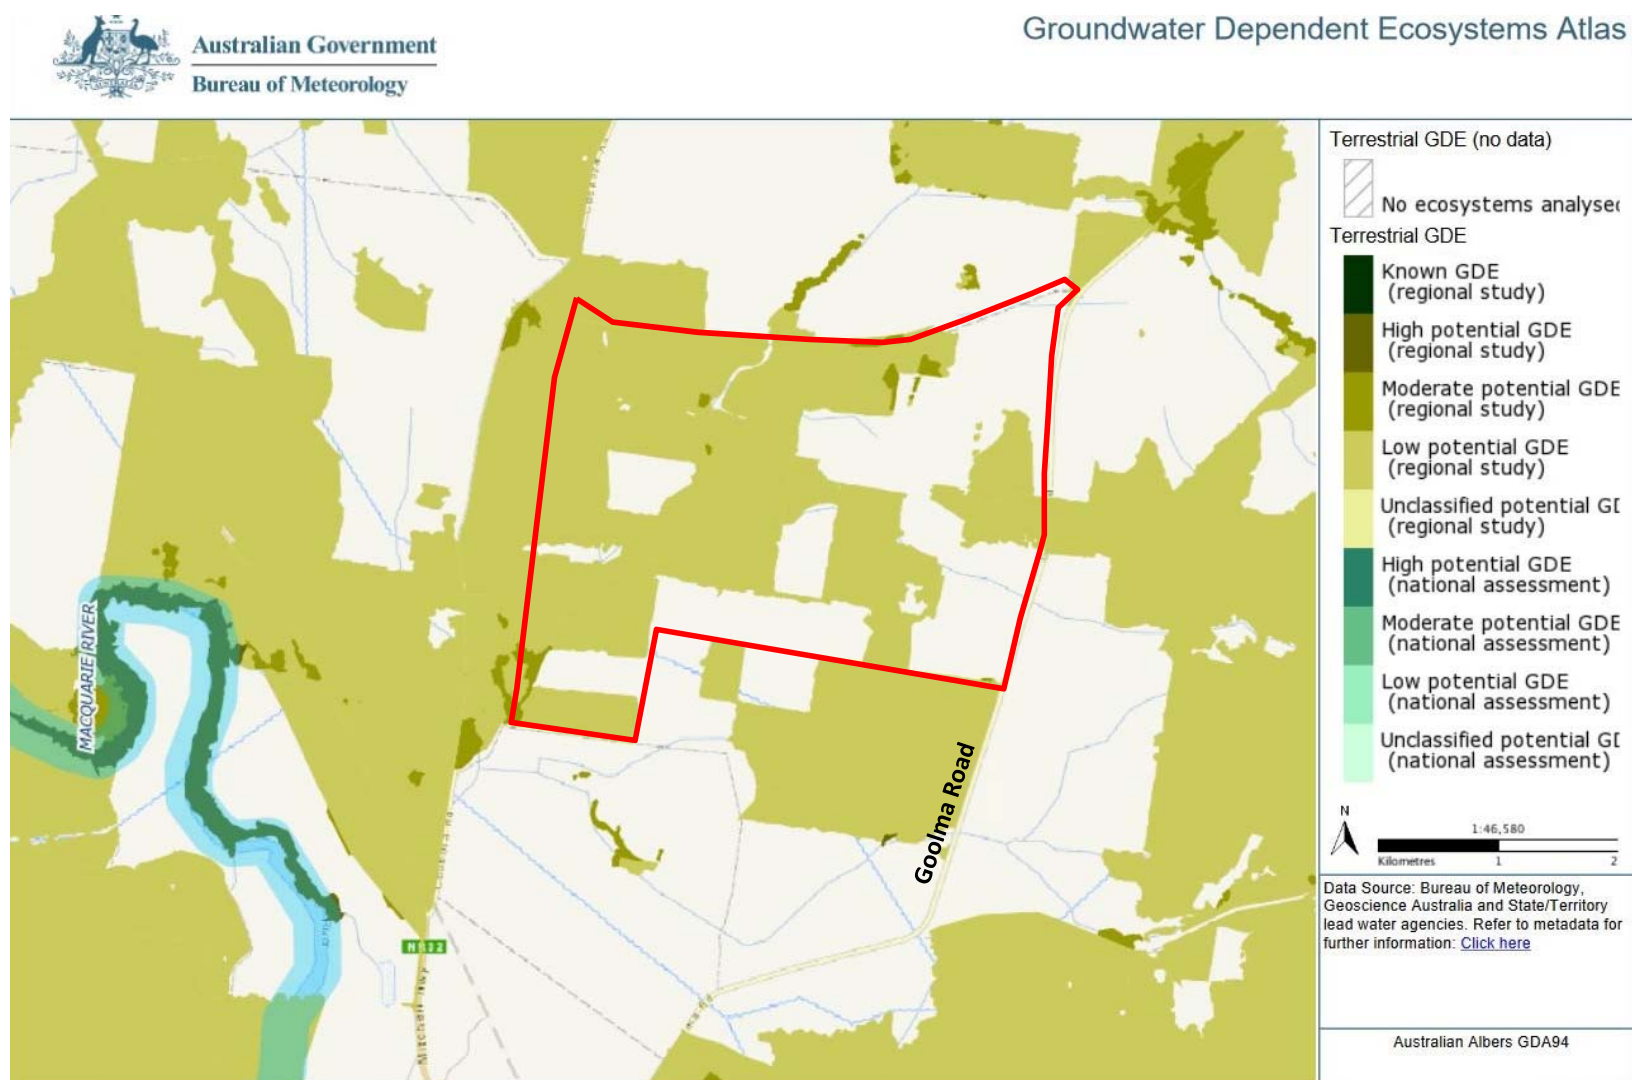 Australian Government
Bureau of Meteorology
Groundwater Dependent Ecosystems Atlas
MACQUARIE RIVER
Goolma Road
Mitchell Hwy
Terrestrial GDE (no data)
No ecosystems analysed
Terrestrial GDE
Known GDE
(regional study)
High potential GDE
(regional study)
Moderate potential GDE
(regional study)
Low potential GDE
(regional study)
Unclassified potential GE
(regional study)
High potential GDE
(national assessment)
Moderate potential GDE
(national assessment)
Low potential GDE
(national assessment)
Unclassified potential GE
(national assessment)
N
1:46,580
Kilometres 1 2
Data Source: Bureau of Meteorology,
Geoscience Australia and State/Territory
lead water agencies. Refer to metadata for
further information: Click here
Australian Albers GDA94